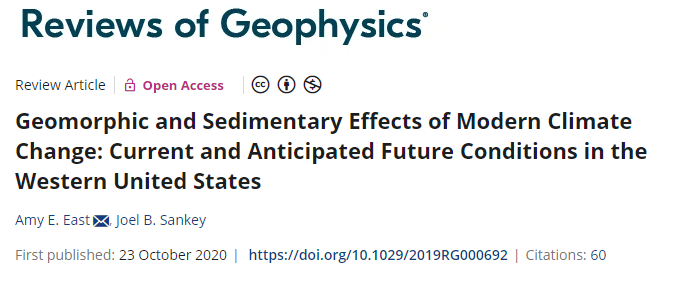 Reviews of Geophysics®
Review Article | Open Access | cc
Geomorphic and Sedimentary Effects of Modern Climate
Change: Current and Anticipated Future Conditions in the
Western United States
Amy E. East, Joel B. Sankey
First published: 23 October 2020 | https://doi.org/10.1029/2019RG000692 | Citations: 60